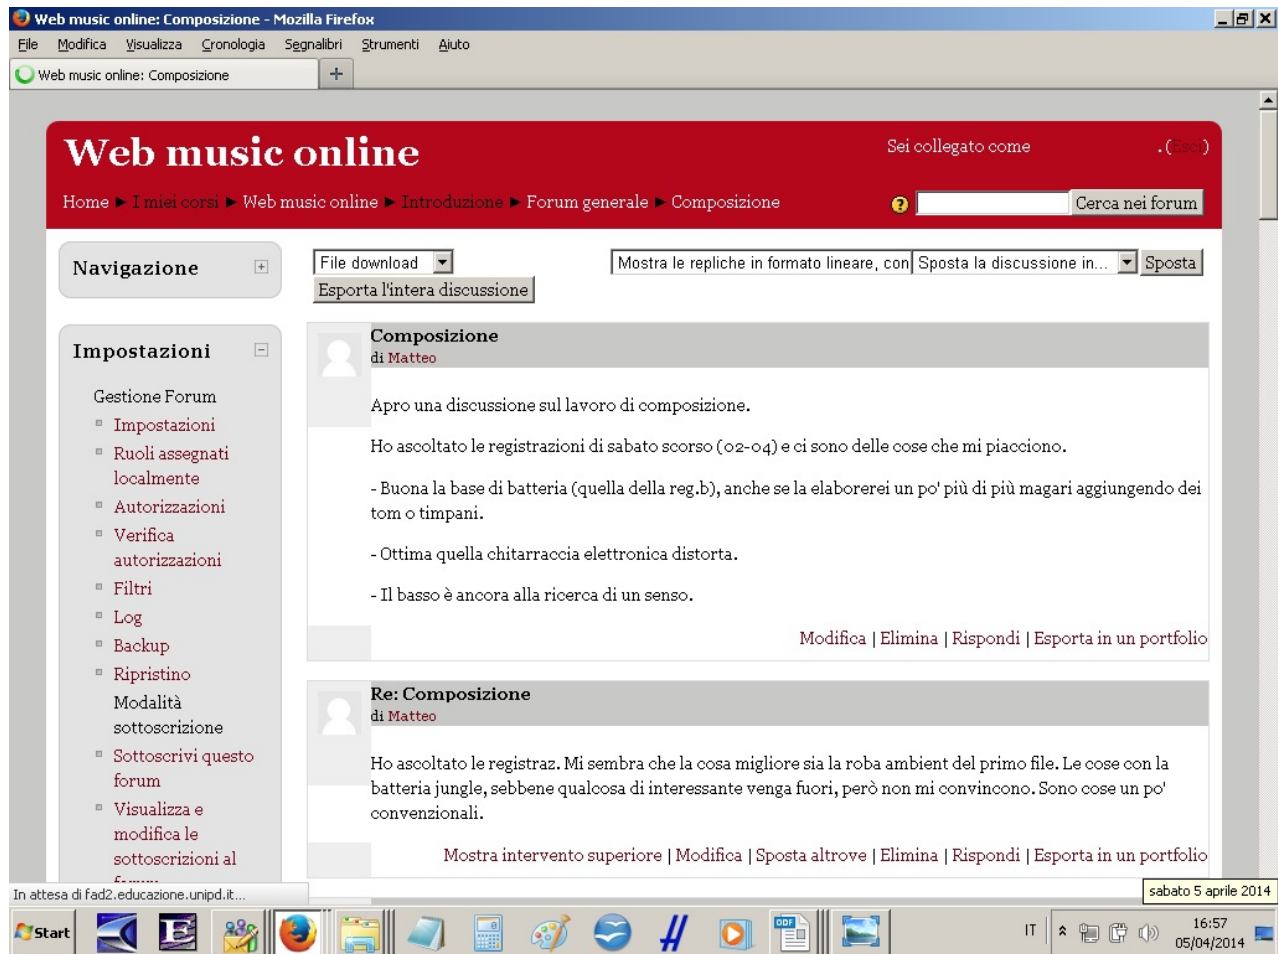 Web music online: Composizione - Mozilla Firefox
File Modifica Visualizza Cronologia Segnalibri Strumenti Aiuto
Web music online: Composizione
Web music online
Sei collegato come .(Esci)
Home ► I miei corsi ► Web music online ► Introduzione ► Forum generale ► Composizione
Cerca nei forum
Navigazione
File download
Mostra le repliche in formato lineare, con
Sposta la discussione in...
Sposta
Esporta l'intera discussione
Impostazioni
Gestione Forum
Impostazioni
Ruoli assegnati
localmente
Autorizzazioni
Verifica
autorizzazioni
Filtri
Log
Backup
Ripristino
Modalità
sottoscrizione
Sottoscrivi questo
forum
Visualizza e
modifica le
sottoscrizioni al
Composizione
di Matteo
Apro una discussione sul lavoro di composizione.
Ho ascoltato le registrazioni di sabato scorso (02-04) e ci sono delle cose che mi piacciono.
- Buona la base di batteria (quella della reg.b), anche se la elaborerei un po' più di più magari aggiungendo dei
tom o timpani.
- Ottima quella chitarraccia elettronica distorta.
- Il basso è ancora alla ricerca di un senso.
Modifica | Elimina | Rispondi | Esporta in un portfolio
Re: Composizione
di Matteo
Ho ascoltato le registraz. Mi sembra che la cosa migliore sia la roba ambient del primo file. Le cose con la
batteria jungle, sebbene qualcosa di interessante venga fuori, però non mi convincono. Sono cose un po'
convenzionali.
Mostra intervento superiore | Modifica | Sposta altrove | Elimina | Rispondi | Esporta in un portfolio
In attesa di fad2.educazione.unipd.it...
sabato 5 aprile 2014
Start
IT
16:57
05/04/2014